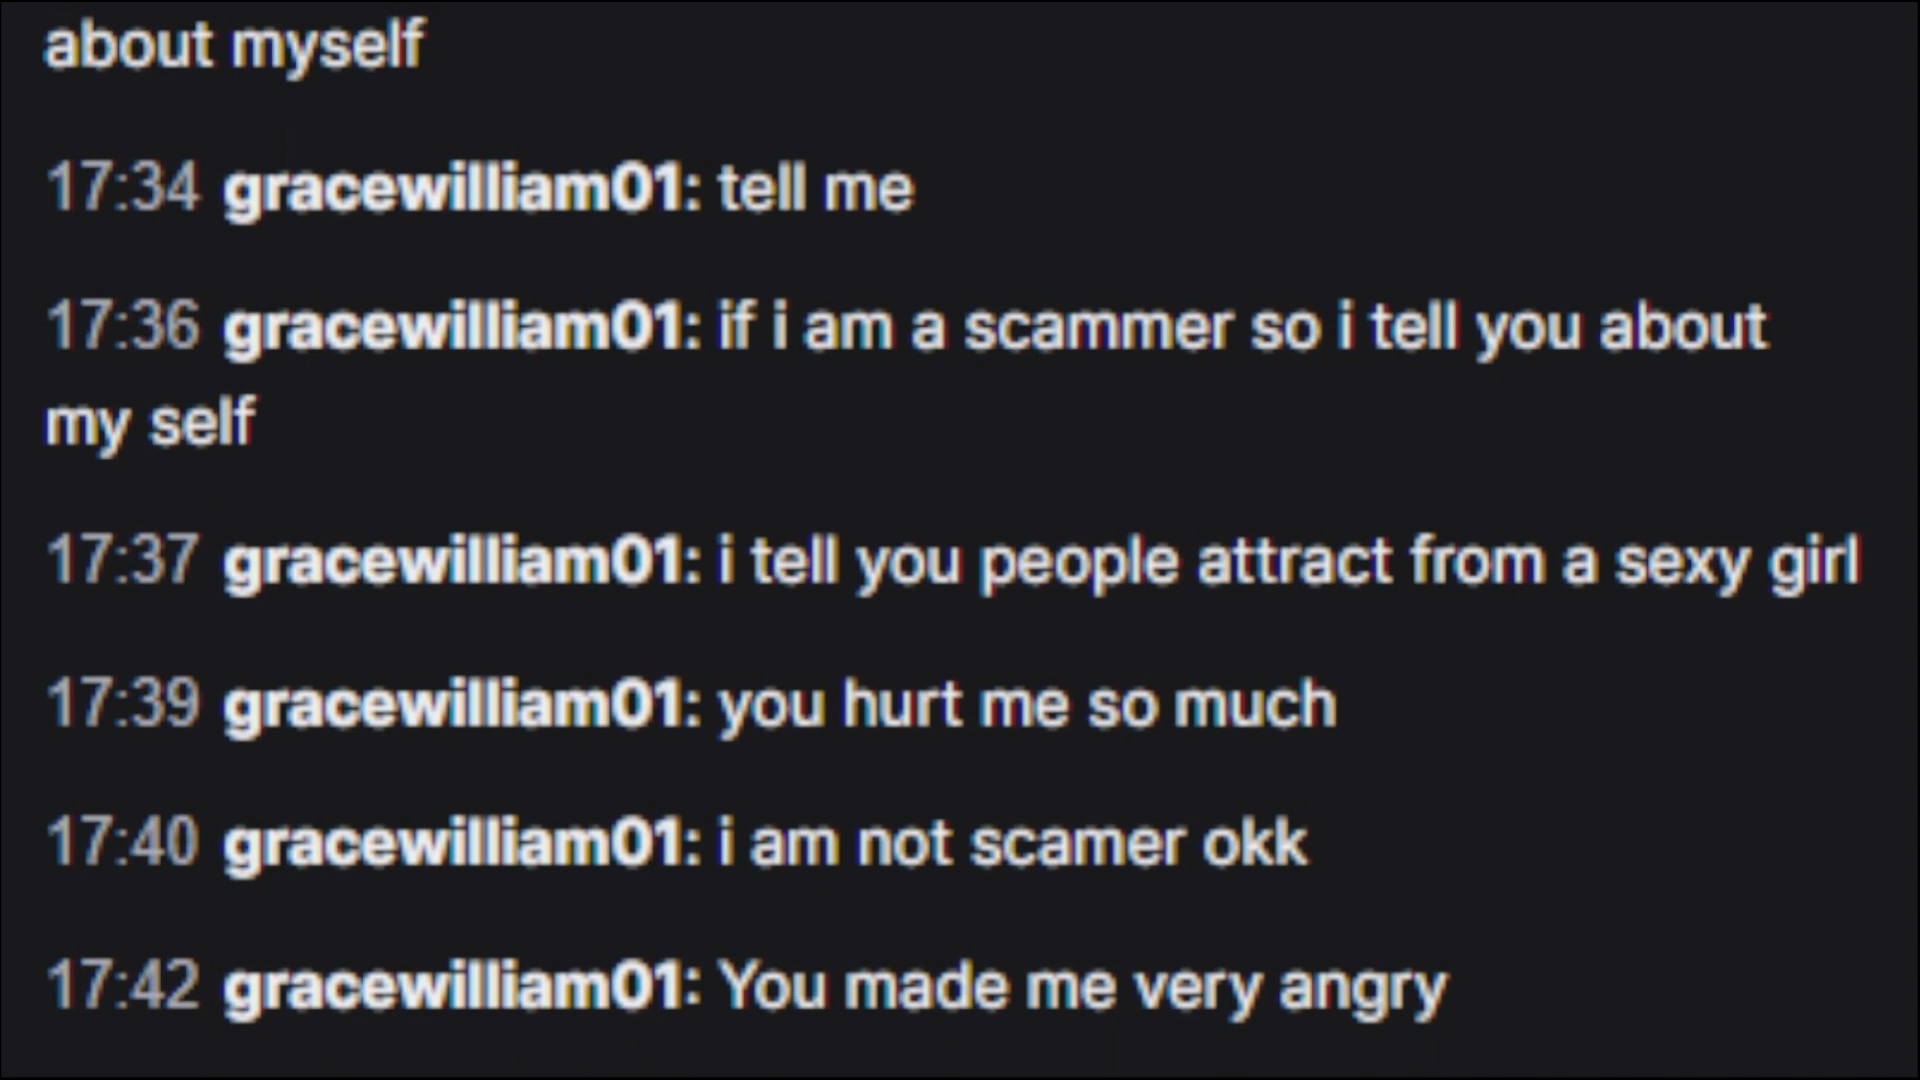 about myself
17:34 gracewilliam01: tell me
17:36 gracewilliam01: if i am a scammer so i tell you about
my self
17:37 gracewilliam01: i tell you people attract from a sexy girl
17:39 gracewilliam01: you hurt me so much
17:40 gracewilliam01: i am not scamer okk
17:42 gracewilliam01: You made me very angry